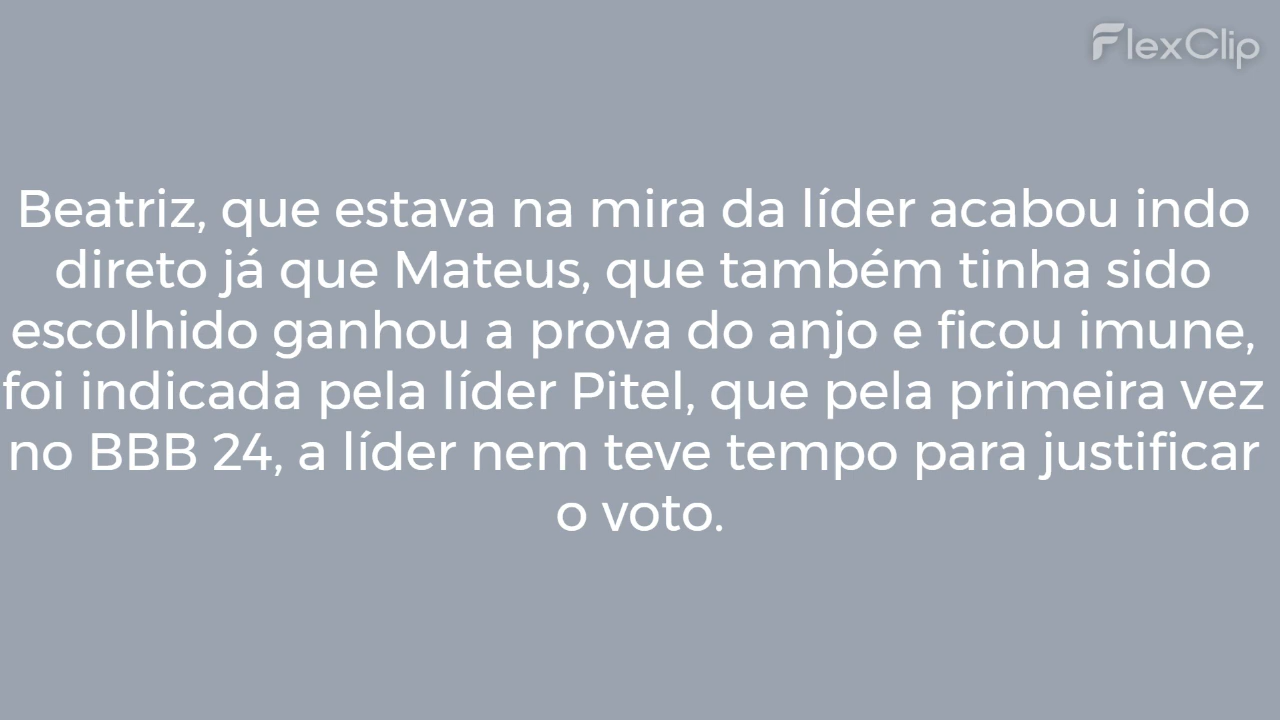 FlexClip
Beatriz, que estava na mira da líder acabou indo
direto já que Mateus, que também tinha sido
escolhido ganhou a prova do anjo e ficou imune,
foi indicada pela líder Pitel, que pela primeira vez
no BBB 24, a líder nem teve tempo para justificar
o voto.